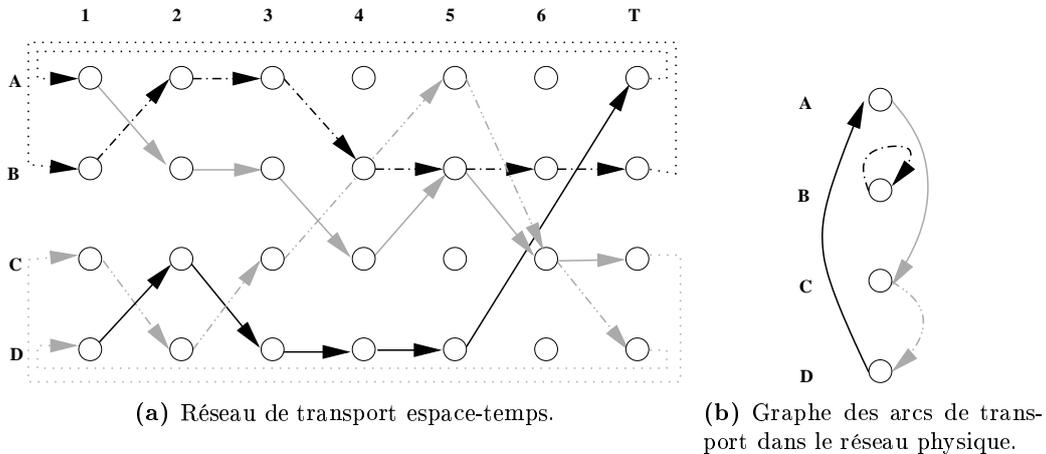 1 2 3 4 5 6 T
A
B
C
D
(a) Réseau de transport espace-temps.
A
B
C
D
(b) Graphe des arcs de trans-
port dans le réseau physique.